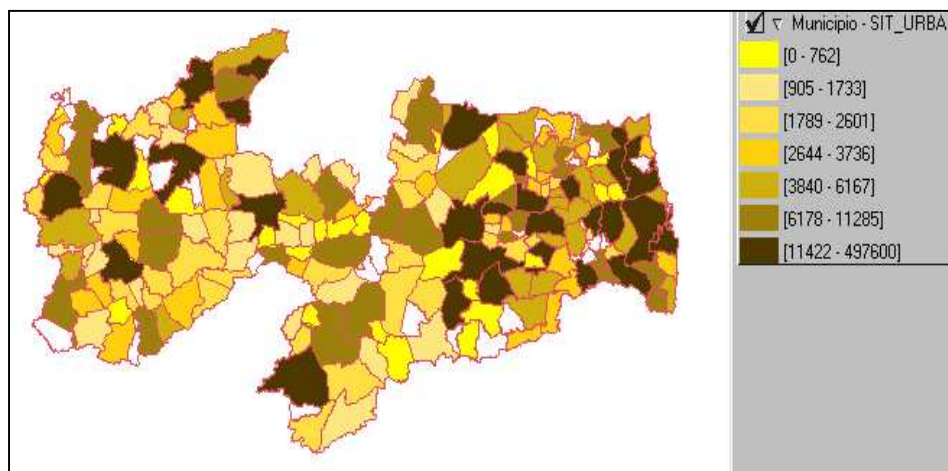 Municipio - SIT_URBA
[0 - 762]
[905 - 1733]
[1789 - 2601]
[2644 - 3736]
[3840 - 6167]
[6178 - 11285]
[11422 - 497600]